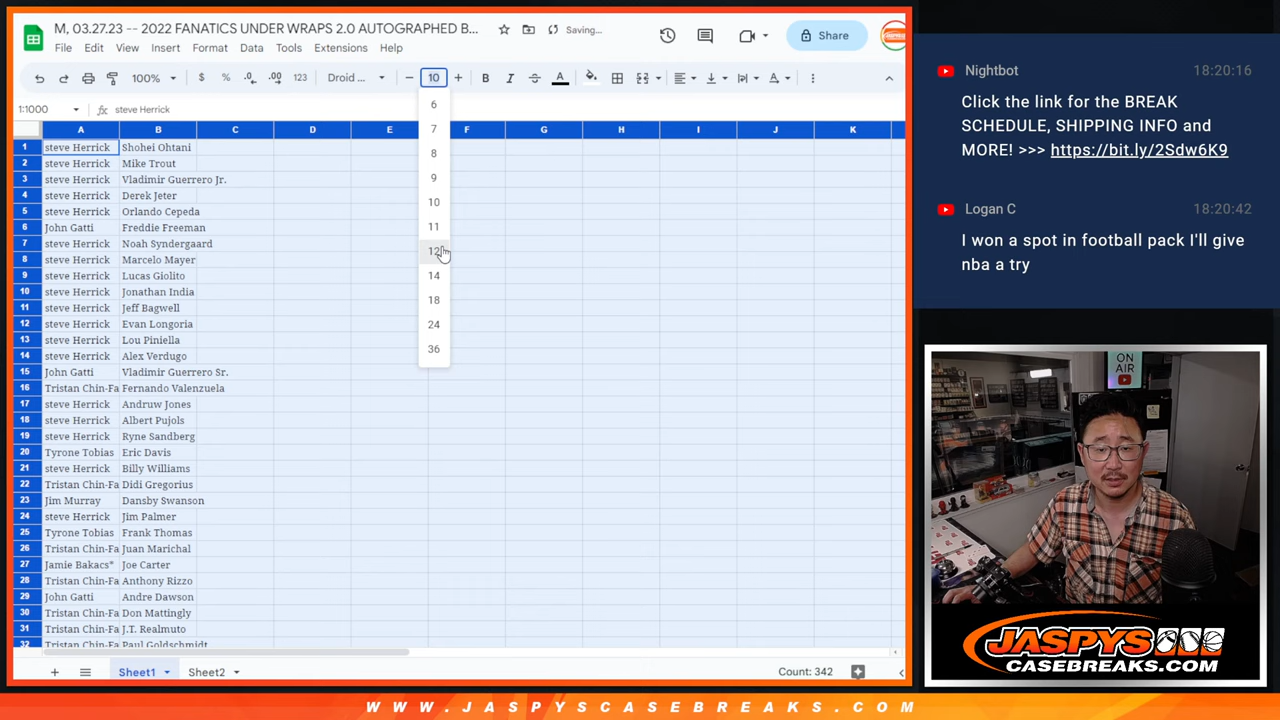 M, 03.27.23 -- 2022 FANATICS UNDER WRAPS 2.0 AUTOGRAPHED B...
Saving...
Share
File Edit View Insert Format Data Tools Extensions Help
100% $ % .0 .00 123 Droid ... 10 B I A
1:1000 fx steve Herrick
A B C D E F G H I J K
1 steve Herrick Shohei Ohtani
2 steve Herrick Mike Trout
3 steve Herrick Vladimir Guerrero Jr.
4 steve Herrick Derek Jeter
5 steve Herrick Orlando Cepeda
6 John Gatti Freddie Freeman
7 steve Herrick Noah Syndergaard
8 steve Herrick Marcelo Mayer
9 steve Herrick Lucas Giolito
10 steve Herrick Jonathan India
11 steve Herrick Jeff Bagwell
12 steve Herrick Evan Longoria
13 steve Herrick Lou Piniella
14 steve Herrick Alex Verdugo
15 John Gatti Vladimir Guerrero Sr.
16 Tristan Chin-Fa Fernando Valenzuela
17 steve Herrick Andruw Jones
18 steve Herrick Albert Pujols
19 steve Herrick Ryne Sandberg
20 Tyrone Tobias Eric Davis
21 steve Herrick Billy Williams
22 Tristan Chin-Fa Didi Gregorius
23 Jim Murray Dansby Swanson
24 steve Herrick Jim Palmer
25 Tyrone Tobias Frank Thomas
26 Tristan Chin-Fa Juan Marichal
27 Jamie Bakacs* Joe Carter
28 Tristan Chin-Fa Anthony Rizzo
29 John Gatti Andre Dawson
30 Tristan Chin-Fa Don Mattingly
31 Tristan Chin-Fa J.T. Realmuto
32 Tristan Chin-Fa Paul Goldschmidt
6
7
8
9
10
11
12
14
18
24
36
Sheet1 Sheet2 Count: 342
Nightbot 18:20:16
Click the link for the BREAK
SCHEDULE, SHIPPING INFO and
MORE! >>> https://bit.ly/2Sdw6K9
Logan C 18:20:42
I won a spot in football pack I'll give
nba a try
ON
AIR
JASPYS
CASEBREAKS.COM
WWW.JASPYSCASEBREAKS.COM